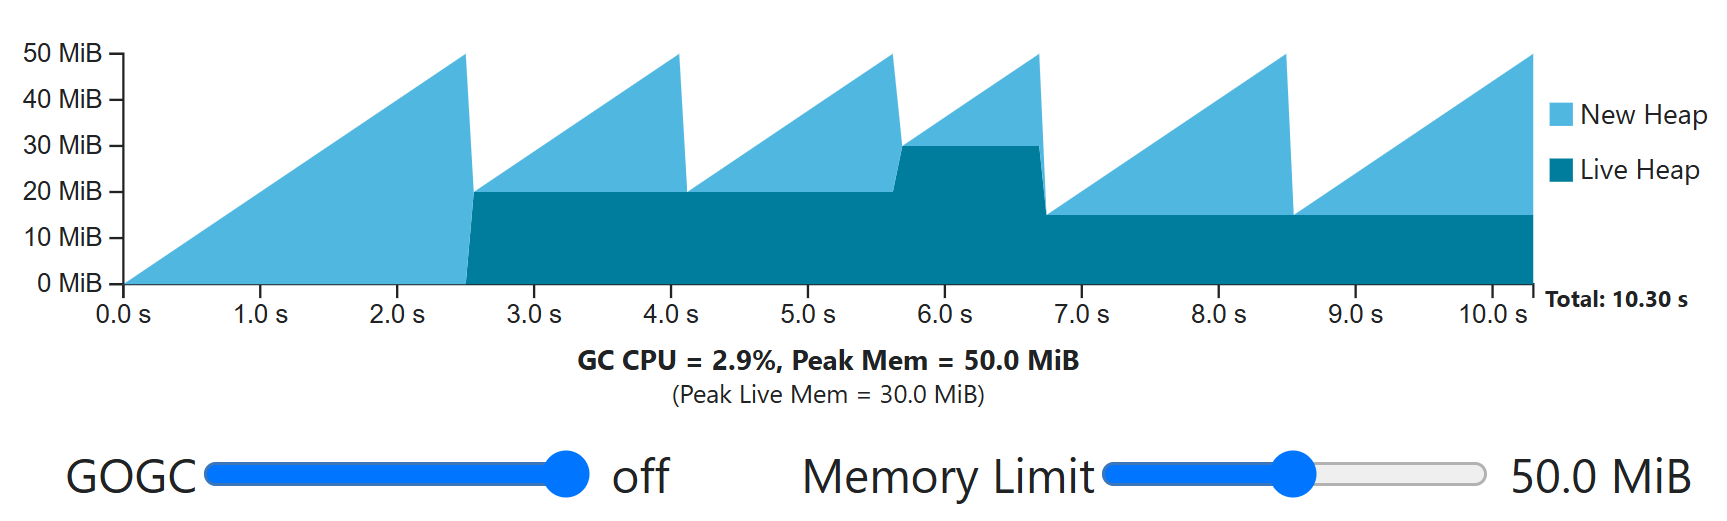 50 MiB
40 MiB
30 MiB
20 MiB
10 MiB
0 MiB
0.0 s 1.0 s 2.0 s 3.0 s 4.0 s 5.0 s 6.0 s 7.0 s 8.0 s 9.0 s 10.0 s
New Heap
Live Heap
Total: 10.30 s
GC CPU = 2.9%, Peak Mem = 50.0 MiB
(Peak Live Mem = 30.0 MiB)
GOGC off Memory Limit 50.0 MiB